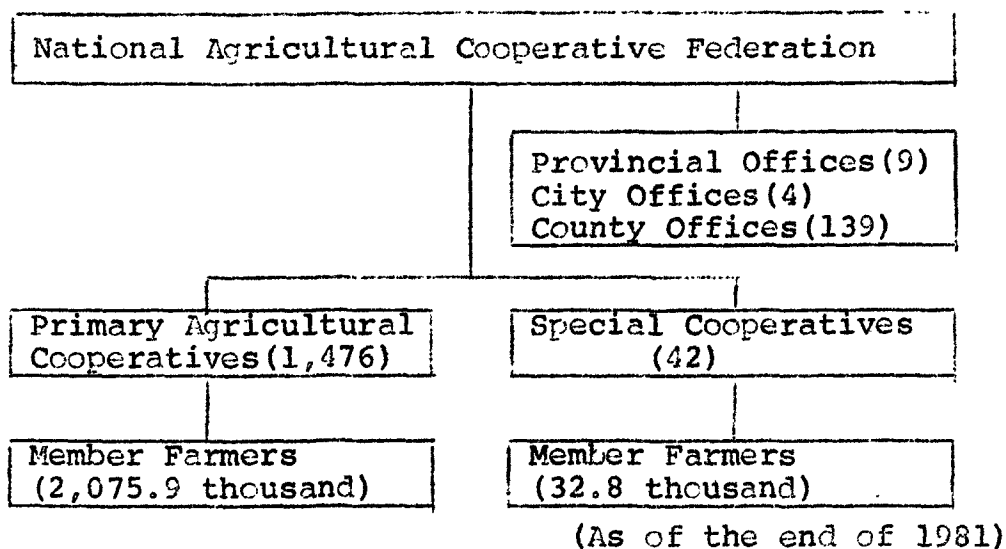 National Agricultural Cooperative Federation
Provincial Offices(9)
City Offices(4)
County Offices(139)
Primary Agricultural
Cooperatives(1,476)
Special Cooperatives
(42)
Member Farmers
(2,075.9 thousand)
Member Farmers
(32.8 thousand)
(As of the end of 1981)